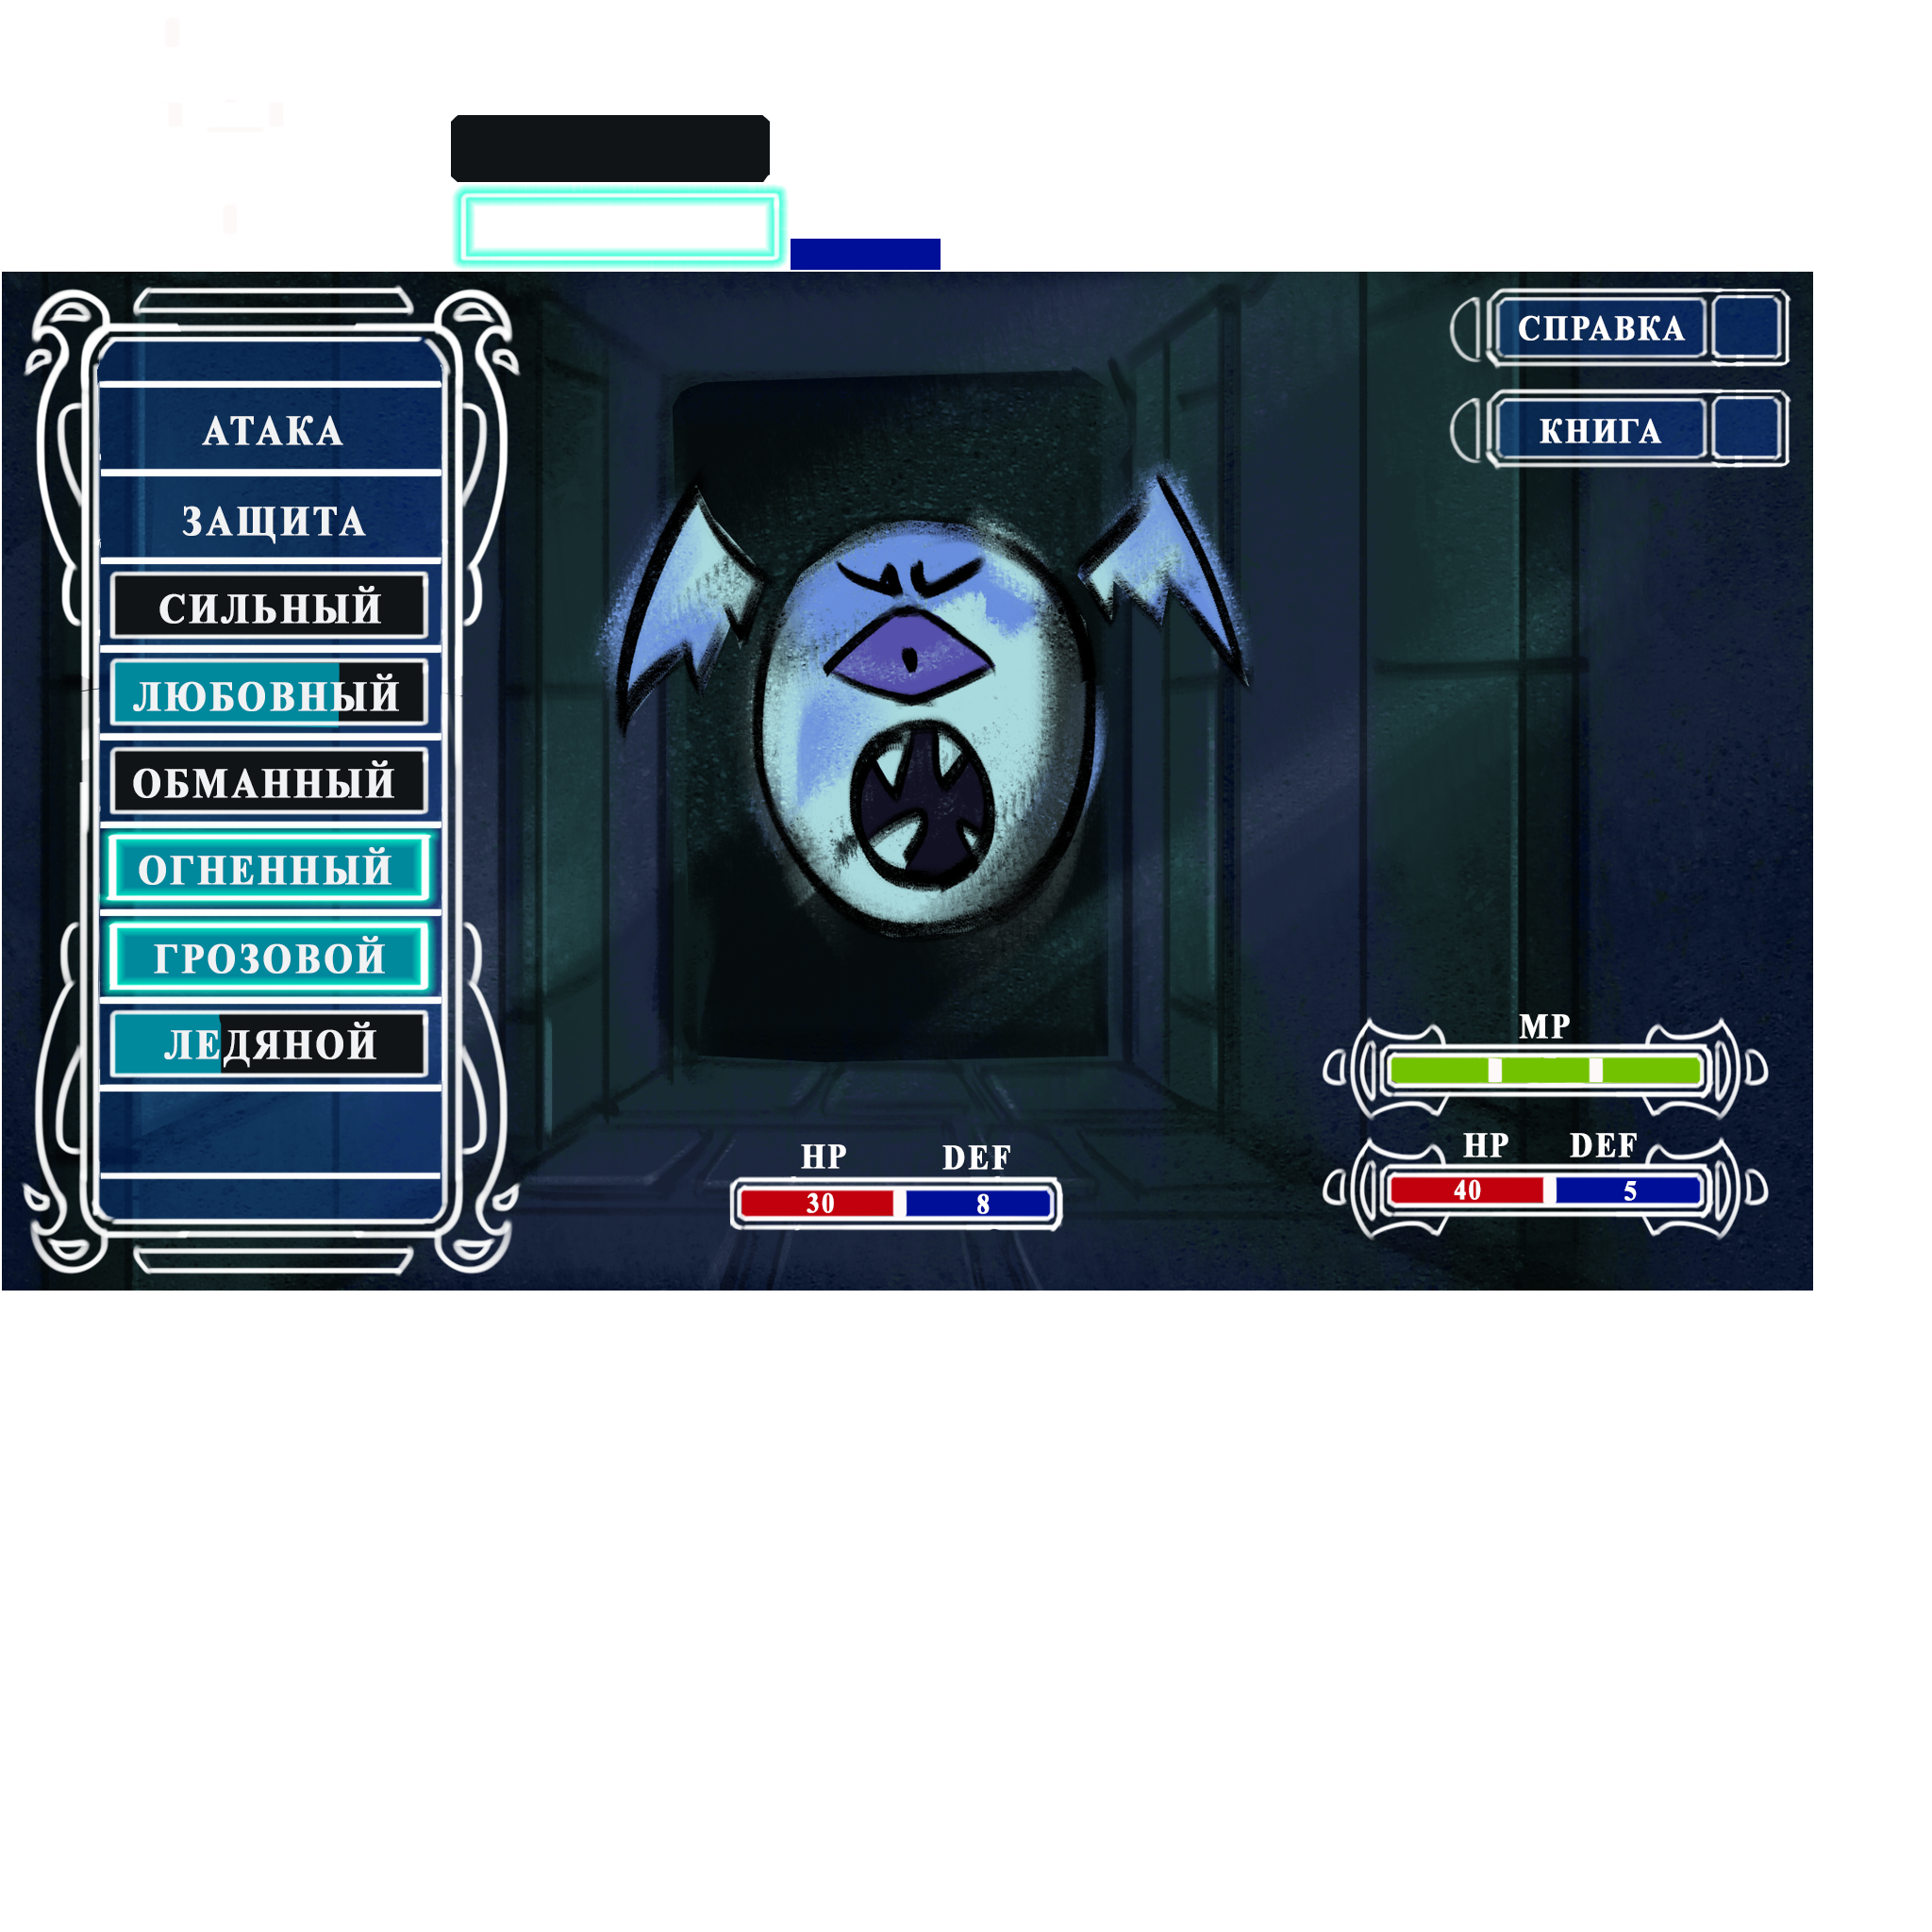 АТАКА
ЗАЩИТА
СИЛЬНЫЙ
ЛЮБОВНЫЙ
ОБМАННЫЙ
ОГНЕННЫЙ
ГРОЗОВОЙ
ЛЕДЯНОЙ
СПРАВКА
КНИГА
HP DEF
30 8
MP
HP DEF
40 5